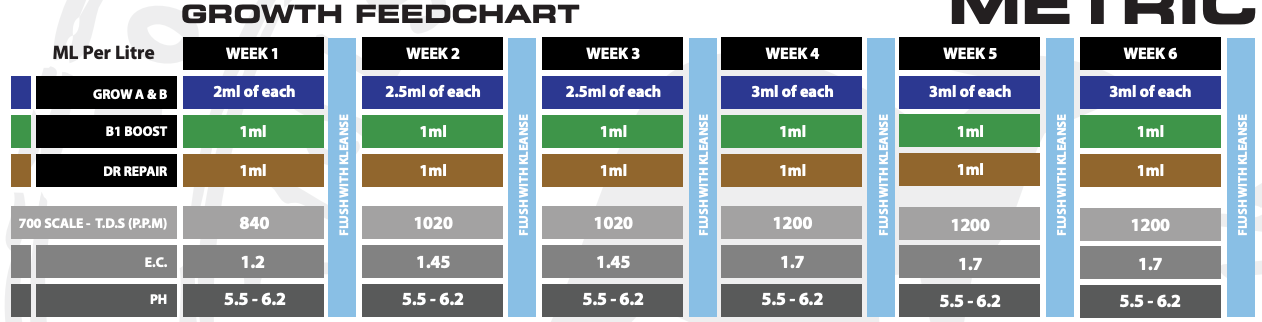 GROWTH FEEDCHART
METRIC
ML Per Litre WEEK 1 WEEK 2 WEEK 3 WEEK 4 WEEK 5 WEEK 6
GROW A & B 2ml of each 2.5ml of each 2.5ml of each 3ml of each 3ml of each 3ml of each
B1 BOOST 1ml 1ml 1ml 1ml 1ml 1ml
DR REPAIR 1ml 1ml 1ml 1ml 1ml 1ml
700 SCALE - T.D.S (P.P.M) 840 1020 1020 1200 1200 1200
E.C. 1.2 1.45 1.45 1.7 1.7 1.7
PH 5.5 - 6.2 5.5 - 6.2 5.5 - 6.2 5.5 - 6.2 5.5 - 6.2 5.5 - 6.2
FLUSH WITH KLEANSE
FLUSH WITH KLEANSE
FLUSH WITH KLEANSE
FLUSH WITH KLEANSE
FLUSH WITH KLEANSE
FLUSH WITH KLEANSE